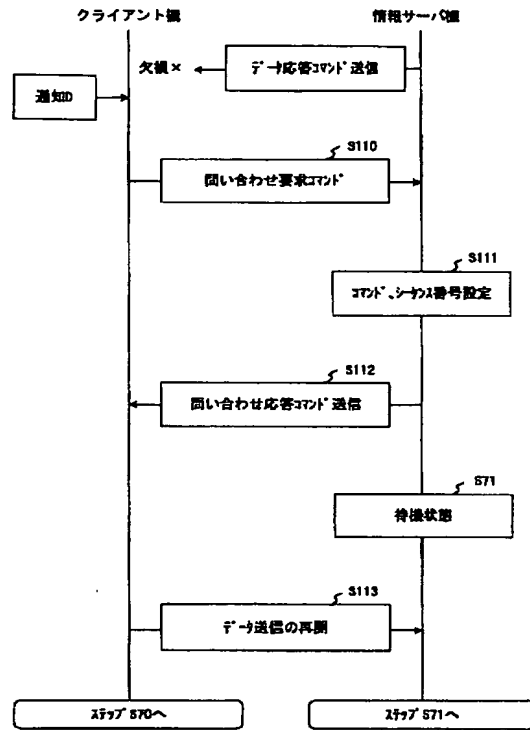 クライアント機
情報サーバ機
欠損×
データ応答コマンド送信
通知ID
S110
問い合わせ要求コマンド
S111
コマンド、シーケンス番号設定
S112
問い合わせ応答コマンド送信
S71
待機状態
S113
データ送信の再開
ステップS70へ
ステップS71へ